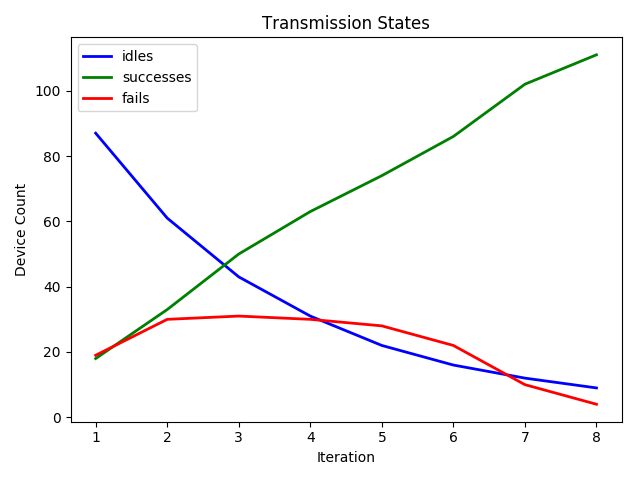 Transmission States
idles
successes
fails
Device Count
100
80
60
40
20
0
1 2 3 4 5 6 7 8
Iteration